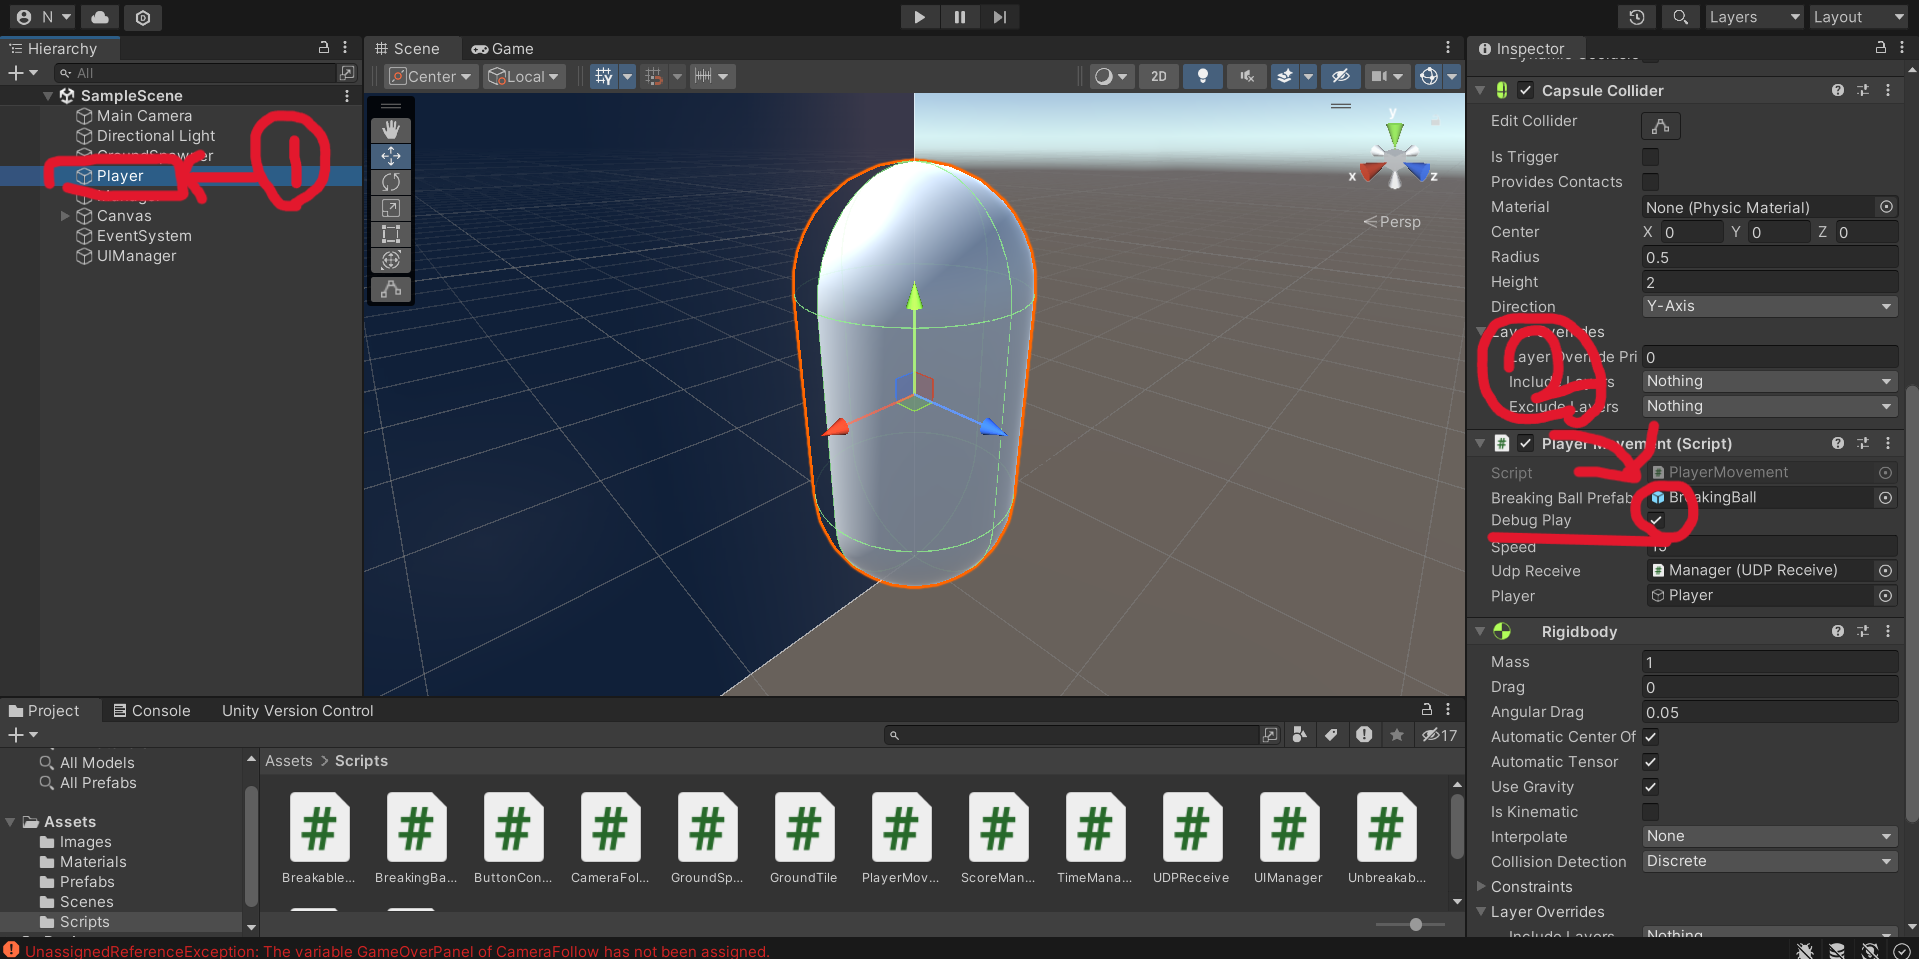 N
Layers
Layout
Hierarchy
All
SampleScene
Main Camera
Directional Light
GroundSpawner
Player
Manager
Canvas
EventSystem
UIManager
1
Scene
Game
Center
Local
2D
y
x
z
Persp
Inspector
Capsule Collider
Edit Collider
Is Trigger
Provides Contacts
Material
None (Physic Material)
Center
X 0 Y 0 Z 0
Radius
0.5
Height
2
Direction
Y-Axis
Layer Overrides
Layer Override Pri
0
Include Layers
Nothing
Exclude Layers
Nothing
2
Player Movement (Script)
Script
PlayerMovement
Breaking Ball Prefab
BreakingBall
Debug Play
Speed
15
Udp Receive
Manager (UDP Receive)
Player
Player
Rigidbody
Mass
1
Drag
0
Angular Drag
0.05
Automatic Center Of
Automatic Tensor
Use Gravity
Is Kinematic
Interpolate
None
Collision Detection
Discrete
Constraints
Layer Overrides
Include Layers
Nothing
Project
Console
Unity Version Control
17
All Models
All Prefabs
Assets
Images
Materials
Prefabs
Scenes
Scripts
Assets > Scripts
Breakable...
BreakingBa...
ButtonCon...
CameraFol...
GroundSp...
GroundTile
PlayerMov...
ScoreMan...
TimeMana...
UDPReceive
UIManager
Unbreakab...
UnassignedReferenceException: The variable GameOverPanel of CameraFollow has not been assigned.